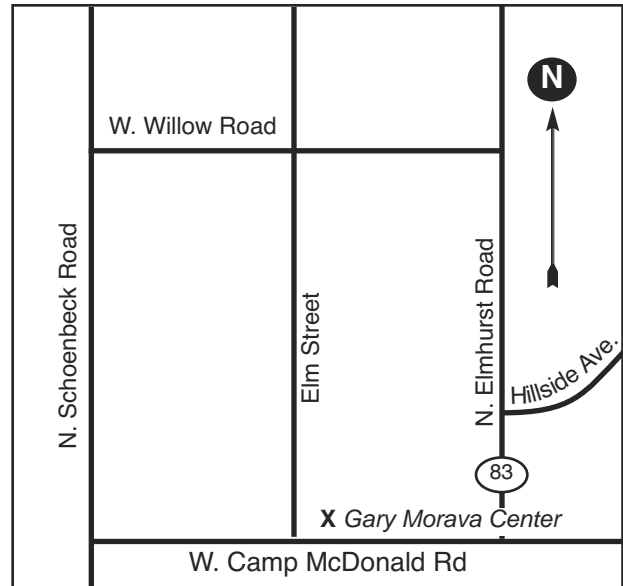 N
W. Willow Road
N. Schoenbeck Road
Elm Street
N. Elmhurst Road
Hillside Ave.
83
X Gary Morava Center
W. Camp McDonald Rd